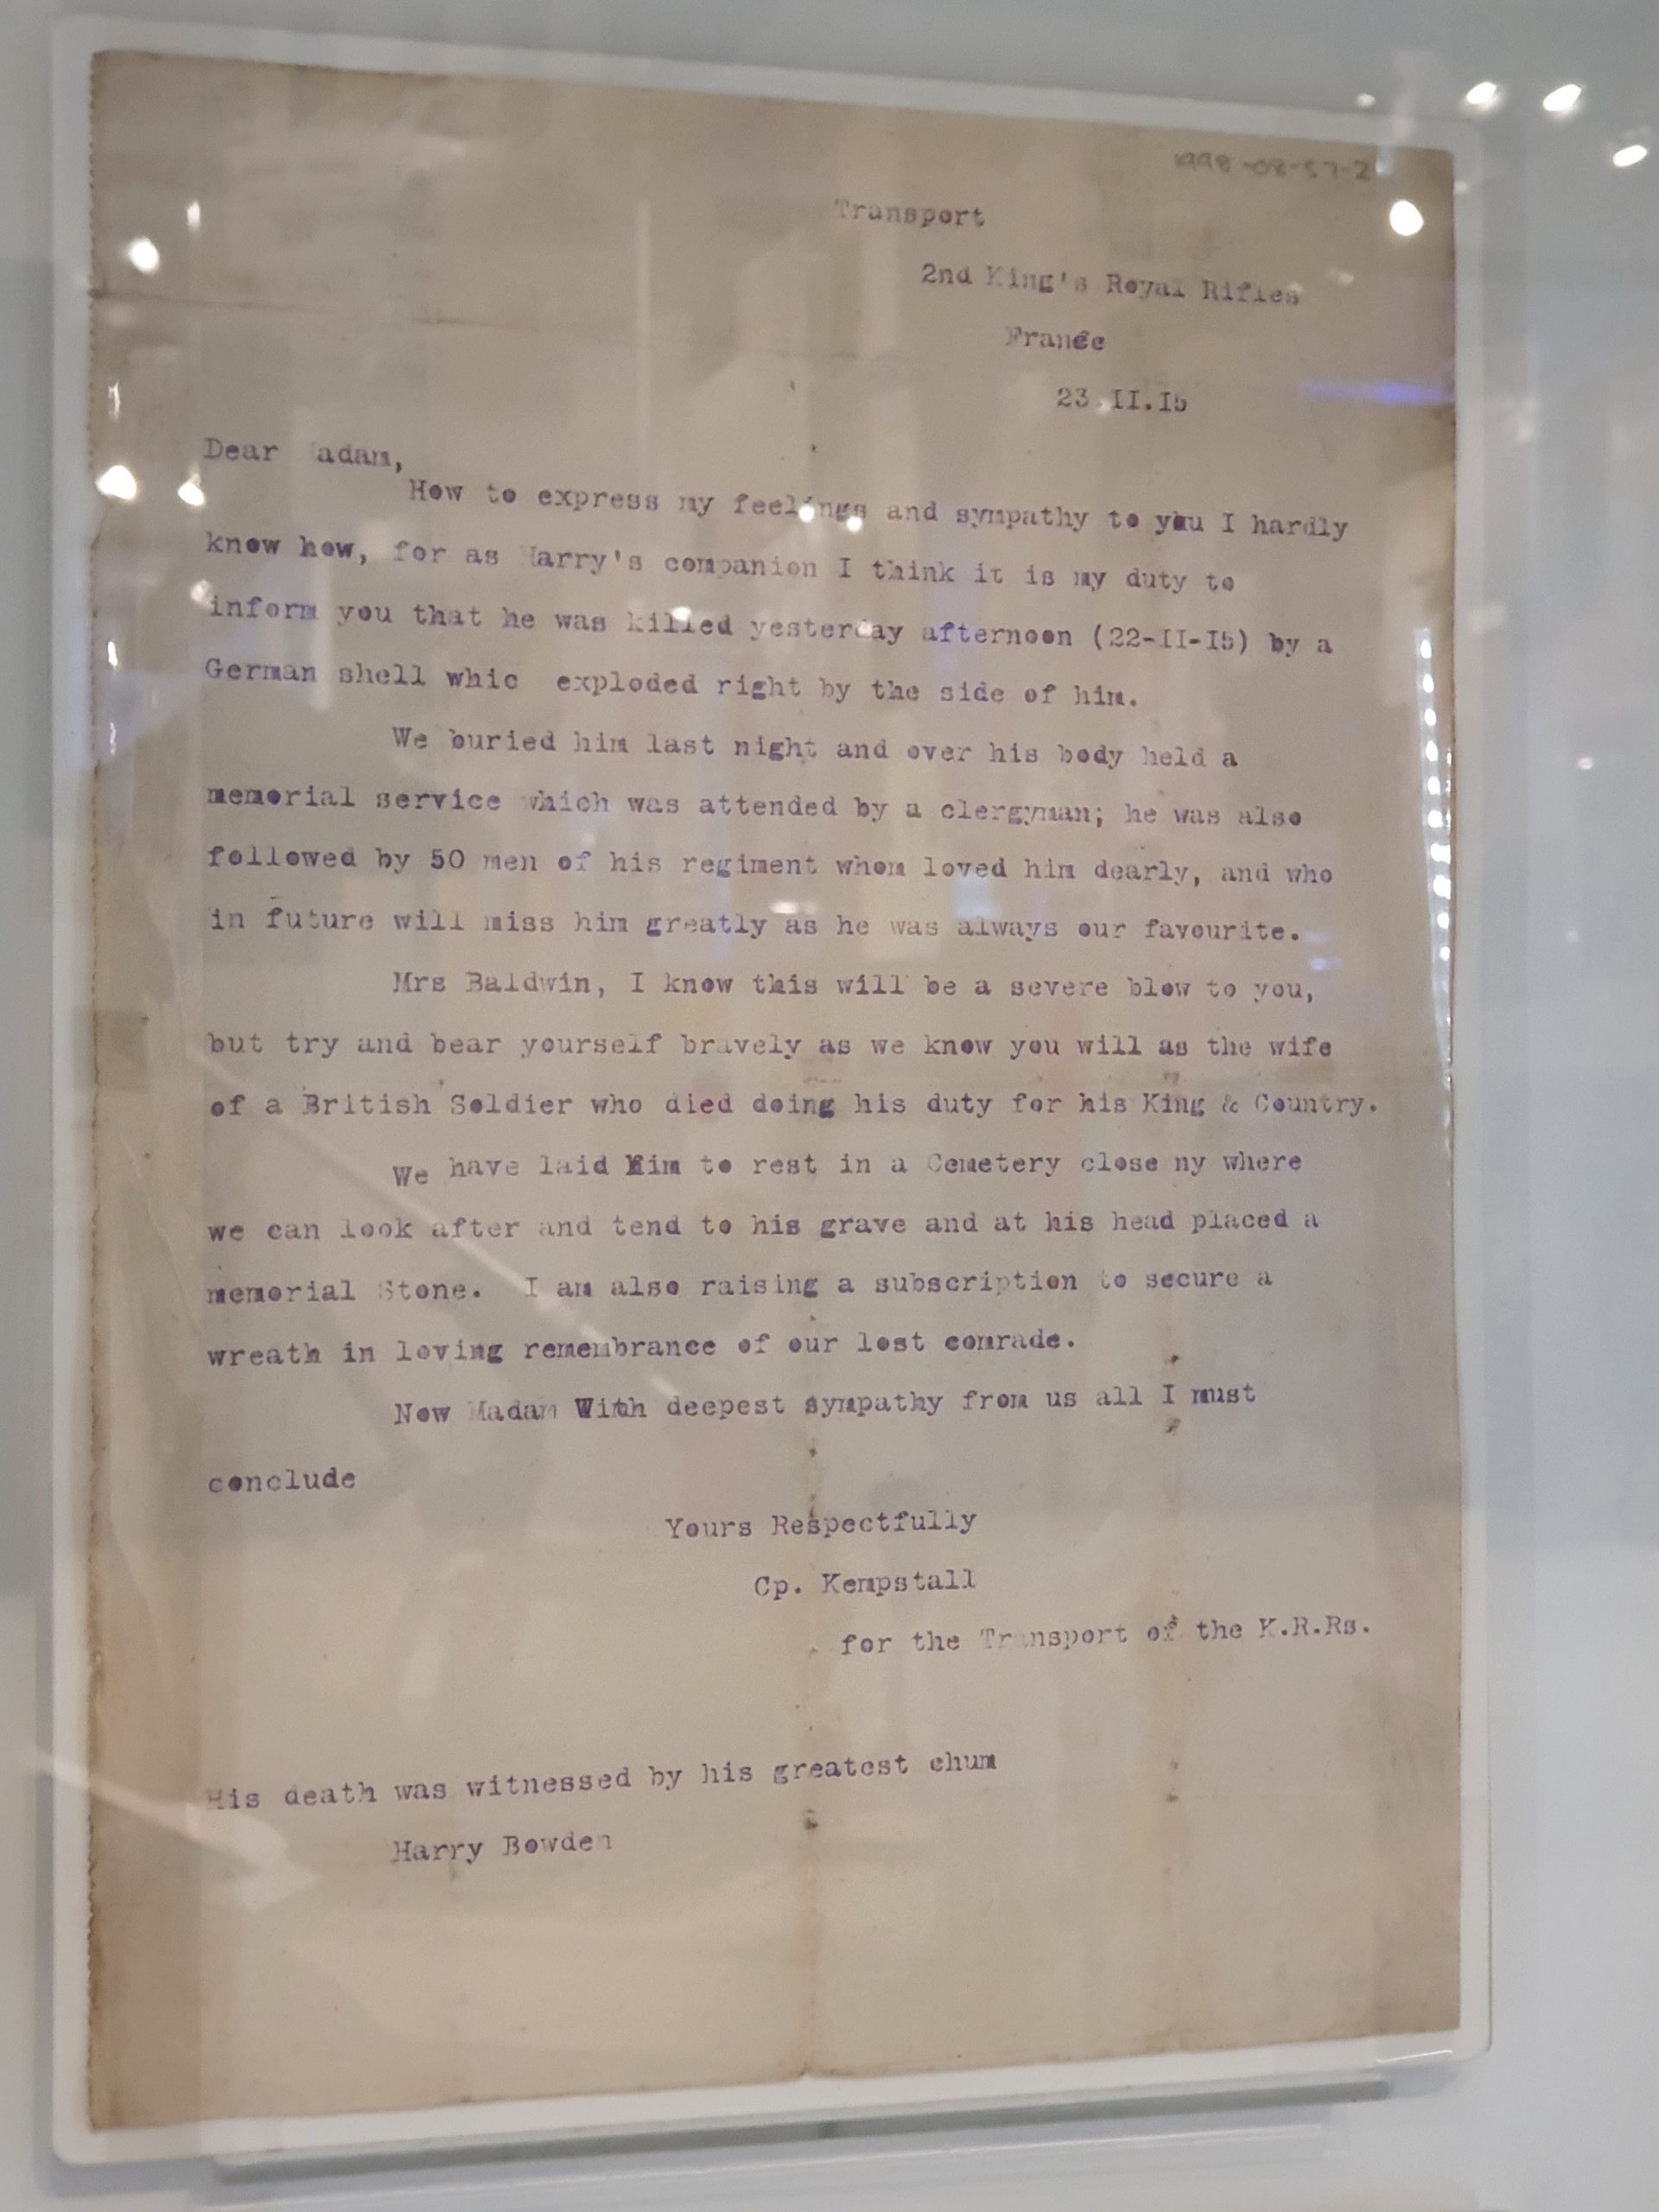 1998-08-57-2
Transport
2nd King's Royal Rifles
France
23.II.15
Dear Madam,
How to express my feelings and sympathy to you I hardly
know how, for as Harry's companion I think it is my duty to
inform you that he was killed yesterday afternoon (22-II-15) by a
German shell whic exploded right by the side of him.
We buried him last night and over his body held a
memorial service which was attended by a clergyman; he was also
followed by 50 men of his regiment whom loved him dearly, and who
in future will miss him greatly as he was always our favourite.
Mrs Baldwin, I know this will be a severe blow to you,
but try and bear yourself bravely as we know you will as the wife
of a British Soldier who died doing his duty for his King & Country.
We have laid him to rest in a Cemetery close ny where
we can look after and tend to his grave and at his head placed a
memorial Stone. I am also raising a subscription to secure a
wreath in loving remembrance of our lost comrade.
Now Madam With deepest sympathy from us all I must
conclude
Yours Respectfully
Cp. Kempstall
for the Transport of the K.R.Rs.
His death was witnessed by his greatest chum
Harry Bowden